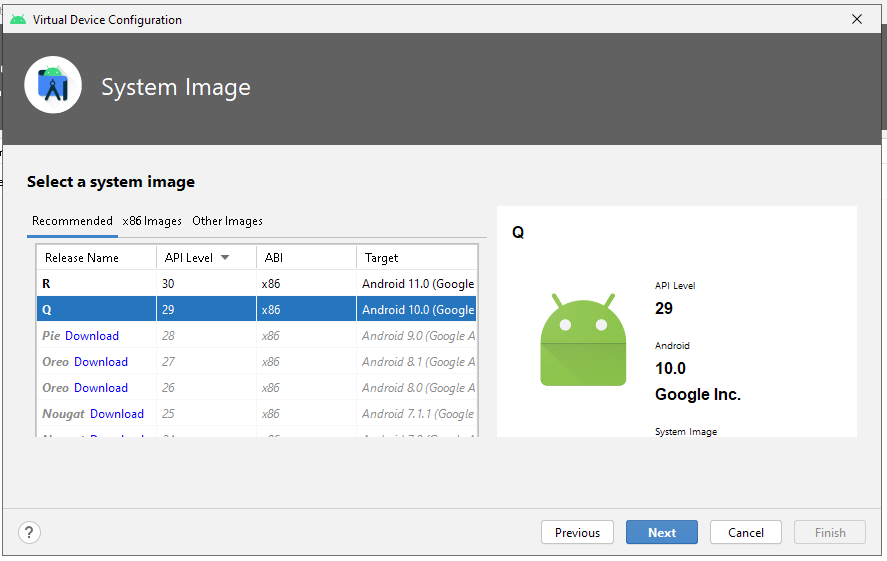 Virtual Device Configuration
System Image
Select a system image
Recommended x86 Images Other Images
Release Name API Level ABI Target
R 30 x86 Android 11.0 (Google
Q 29 x86 Android 10.0 (Google
Pie Download 28 x86 Android 9.0 (Google A
Oreo Download 27 x86 Android 8.1 (Google A
Oreo Download 26 x86 Android 8.0 (Google A
Nougat Download 25 x86 Android 7.1.1 (Google
Q
API Level
29
Android
10.0
Google Inc.
System Image
? Previous Next Cancel Finish